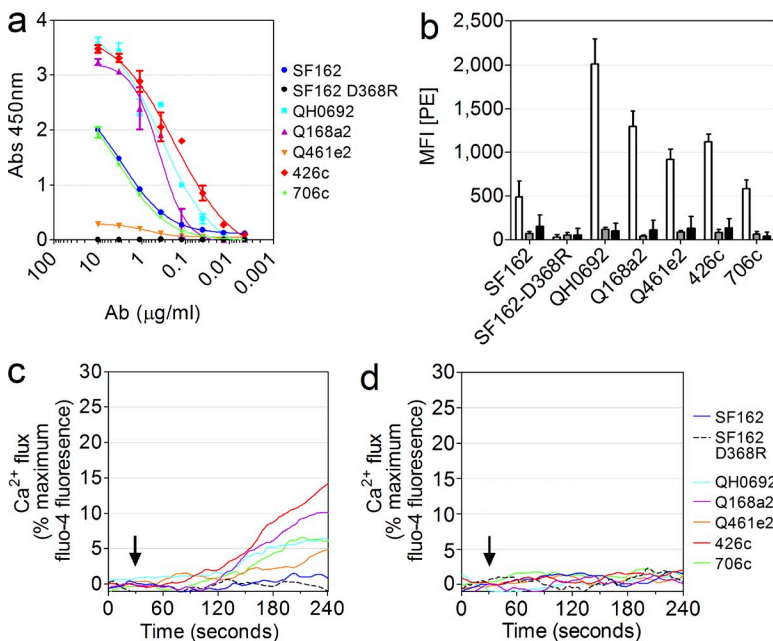 a
Abs 450nm
4
3
2
1
0
100
10
1
0.1
0.01
0.001
Ab (μg/ml)
SF162
SF162 D368R
QH0692
Q168a2
Q461e2
426c
706c
b
MFI [PE]
2,500
2,000
1,500
1,000
500
0
SF162
SF162-D368R
QH0692
Q168a2
Q461e2
426c
706c
c
Ca2+ flux
(% maximum
fluo-4 fluoresence)
30
25
20
15
10
5
0
0 60 120 180 240
Time (seconds)
d
Ca2+ flux
(% maximum
fluo-4 fluoresence)
30
25
20
15
10
5
0
0 60 120 180 240
Time (seconds)
SF162
SF162
D368R
QH0692
Q168a2
Q461e2
426c
706c